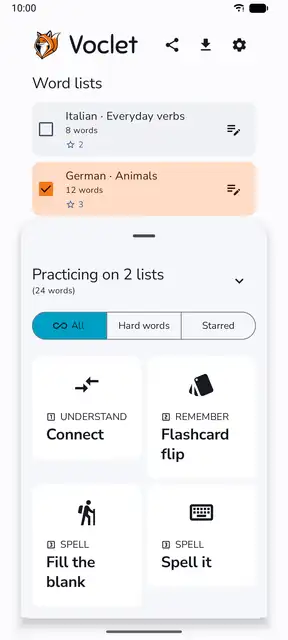 10:00
Voclet
Word lists
Italian · Everyday verbs
8 words
2
German · Animals
12 words
3
Practicing on 2 lists
(24 words)
All
Hard words
Starred
1 UNDERSTAND
Connect
2 REMEMBER
Flashcard
flip
3 SPELL
Fill the
blank
3 SPELL
Spell it